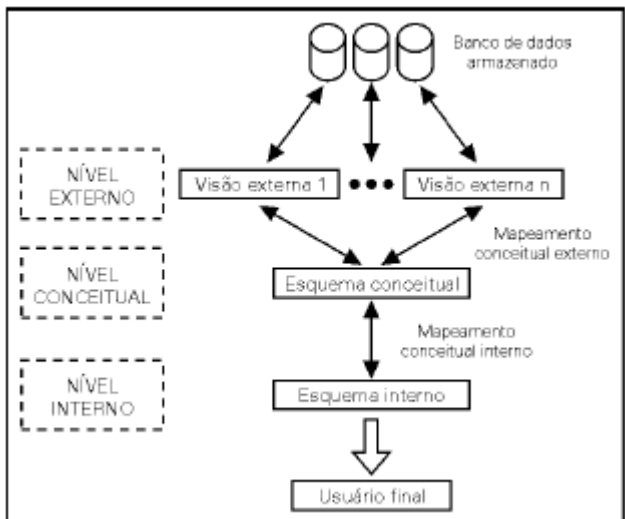 Banco de dados
armazenado
NÍVEL
EXTERNO
Visão externa 1
Visão externa n
Mapeamento
conceitual externo
NÍVEL
CONCEITUAL
Esquema conceitual
Mapeamento
conceitual interno
NÍVEL
INTERNO
Esquema interno
Usuário final